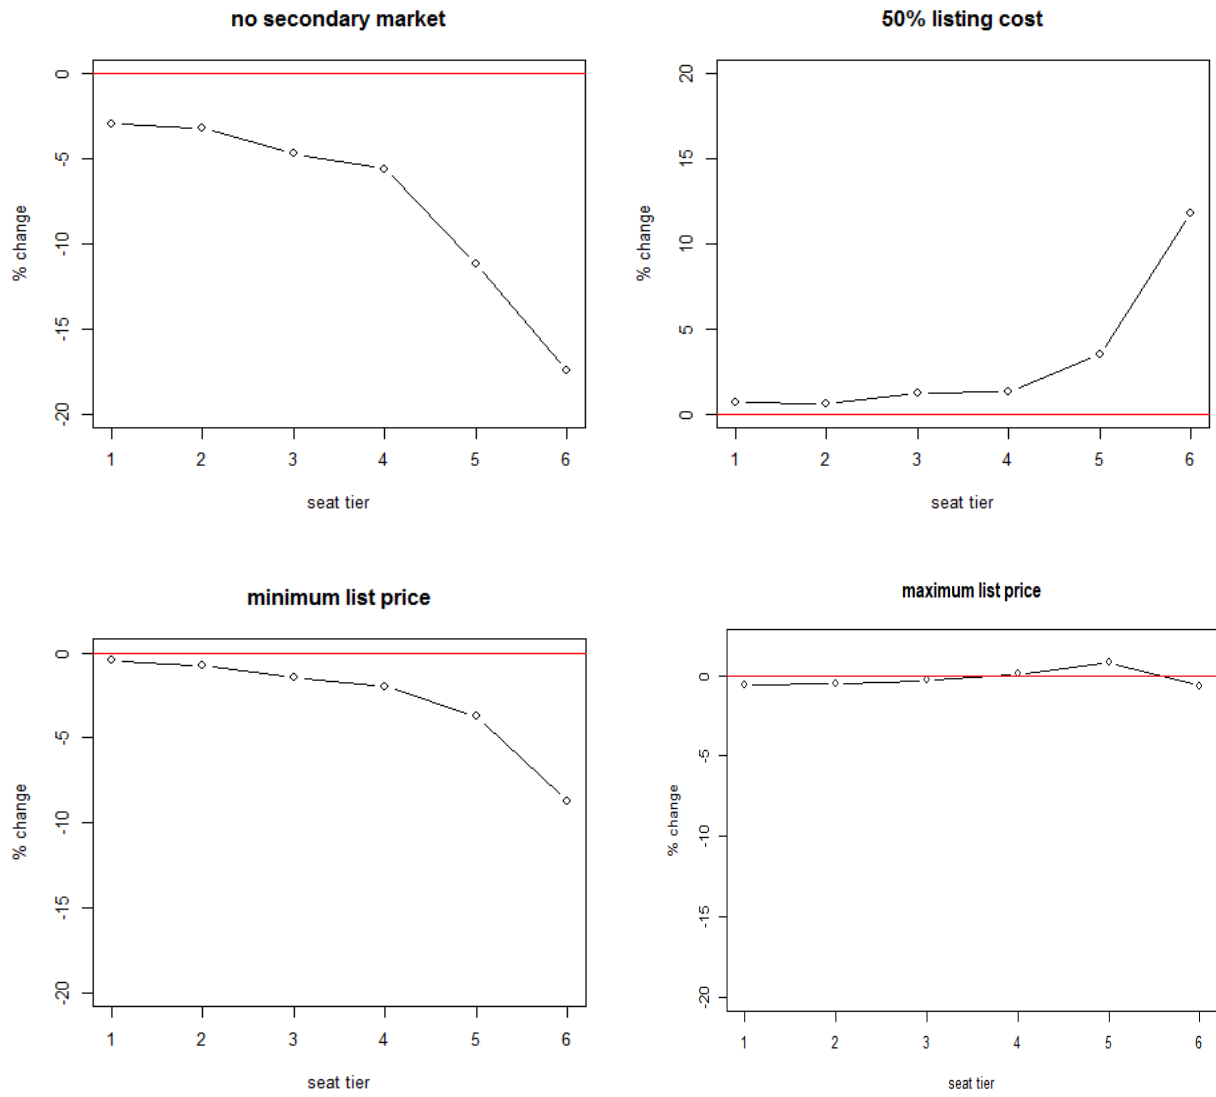 no secondary market
0
-5
-10
-15
-20
% change
1 2 3 4 5 6
seat tier
50% listing cost
20
15
10
5
0
% change
1 2 3 4 5 6
seat tier
minimum list price
0
-5
-10
-15
-20
% change
1 2 3 4 5 6
seat tier
maximum list price
0
-5
-10
-15
-20
% change
1 2 3 4 5 6
seat tier